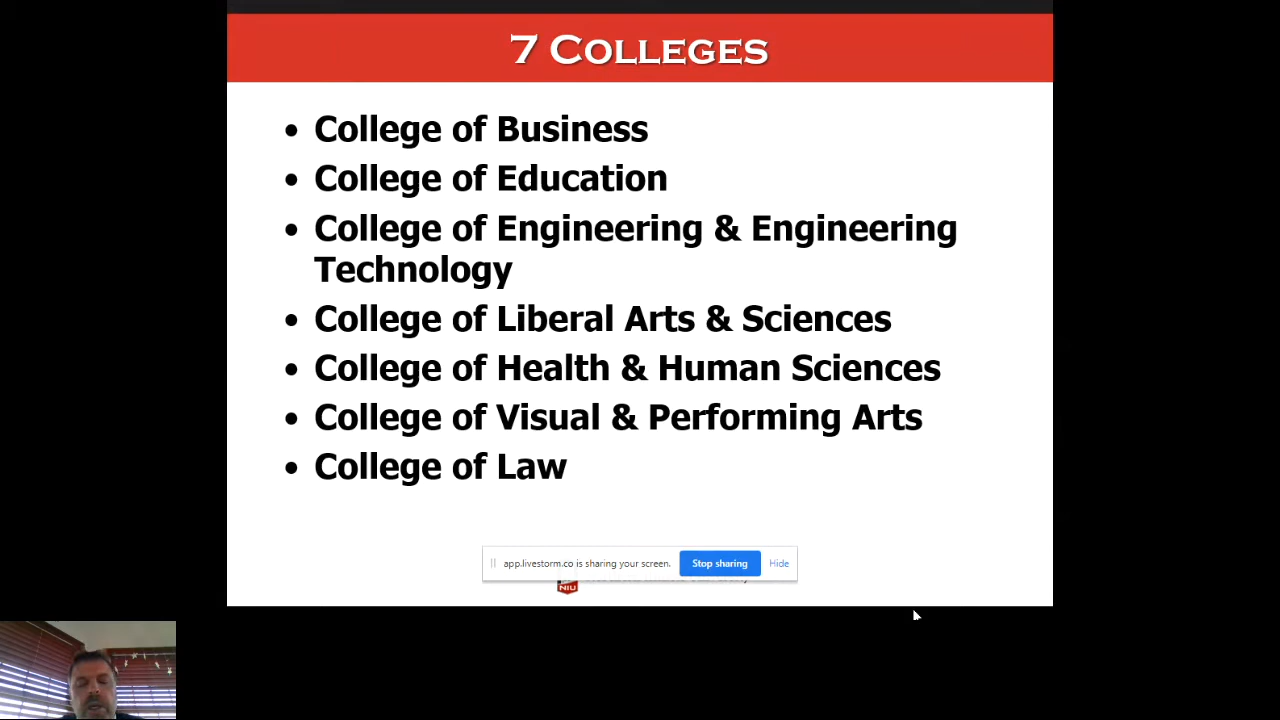 7 COLLEGES
• College of Business
• College of Education
• College of Engineering & Engineering
Technology
• College of Liberal Arts & Sciences
• College of Health & Human Sciences
• College of Visual & Performing Arts
• College of Law
app.livestorm.co is sharing your screen. Stop sharing Hide
NIU